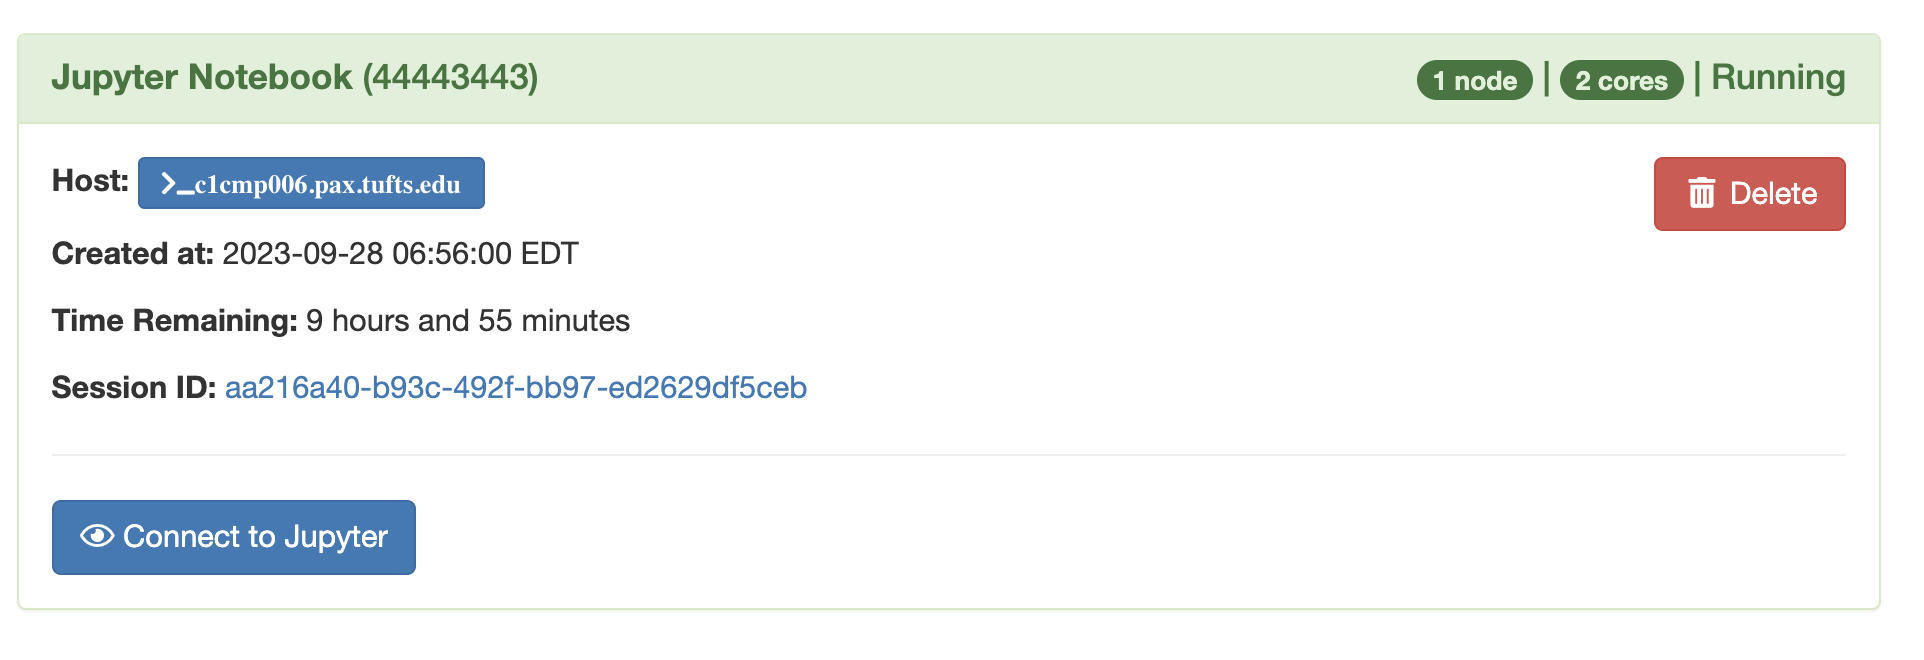 Jupyter Notebook (44443443)
1 node | 2 cores | Running
Host: >_c1cmp006.pax.tufts.edu
Delete
Created at: 2023-09-28 06:56:00 EDT
Time Remaining: 9 hours and 55 minutes
Session ID: aa216a40-b93c-492f-bb97-ed2629df5ceb
Connect to Jupyter